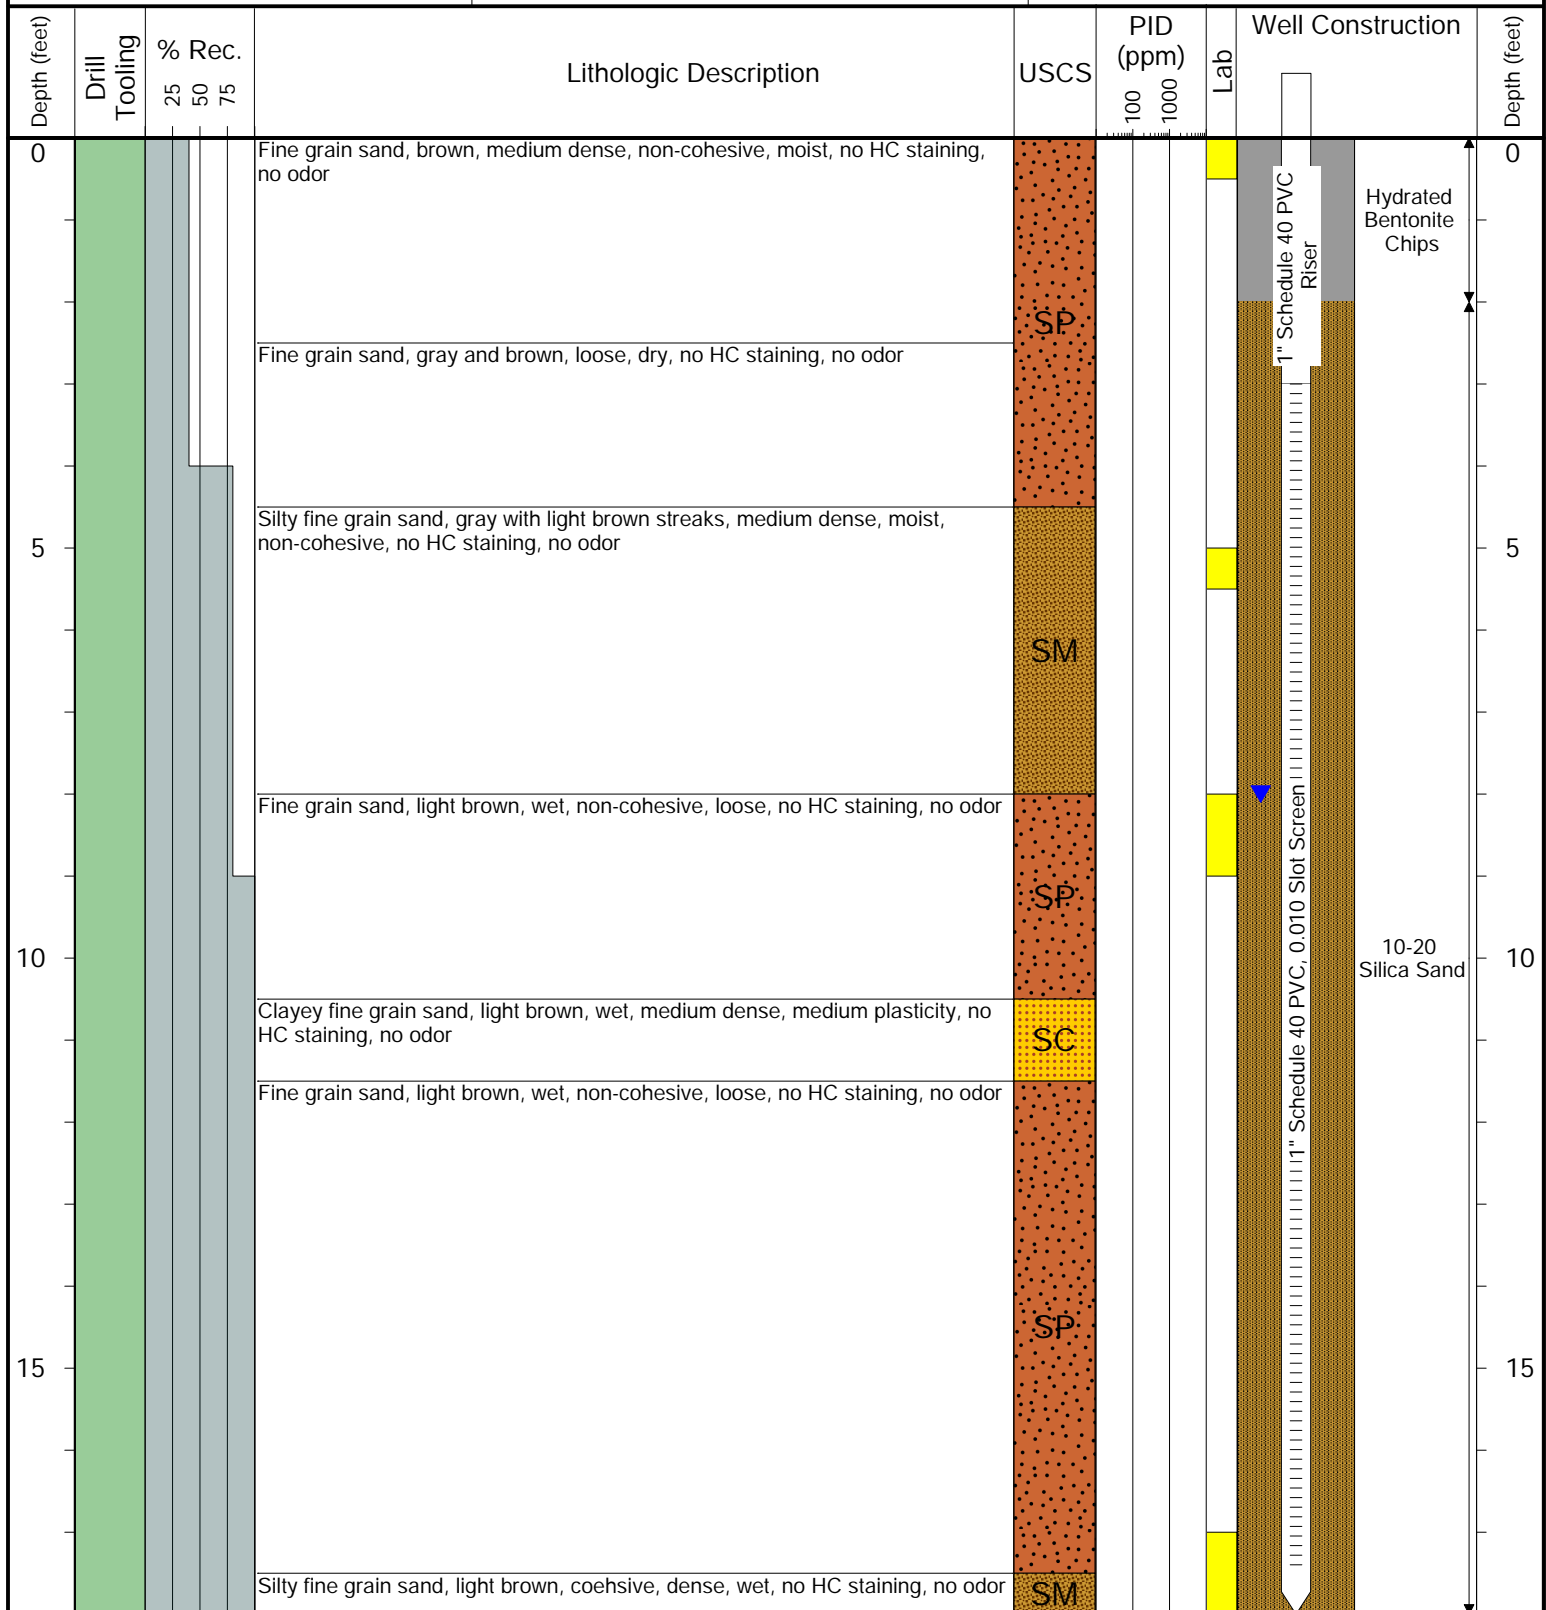 Depth (feet)
Drill
Tooling
% Rec.
25
50
75
Lithologic Description
USCS
PID
(ppm)
100
1000
Lab
Well Construction
Depth (feet)
0
Fine grain sand, brown, medium dense, non-cohesive, moist, no HC staining,
no odor
SP
1" Schedule 40 PVC
Riser
Hydrated
Bentonite
Chips
0
Fine grain sand, gray and brown, loose, dry, no HC staining, no odor
Silty fine grain sand, gray with light brown streaks, medium dense, moist,
non-cohesive, no HC staining, no odor
5
SM
5
Fine grain sand, light brown, wet, non-cohesive, loose, no HC staining, no odor
SP
1" Schedule 40 PVC, 0.010 Slot Screen
10
10-20
Silica Sand
10
Clayey fine grain sand, light brown, wet, medium dense, medium plasticity, no
HC staining, no odor
SC
Fine grain sand, light brown, wet, non-cohesive, loose, no HC staining, no odor
SP
15
15
Silty fine grain sand, light brown, coehsive, dense, wet, no HC staining, no odor
SM